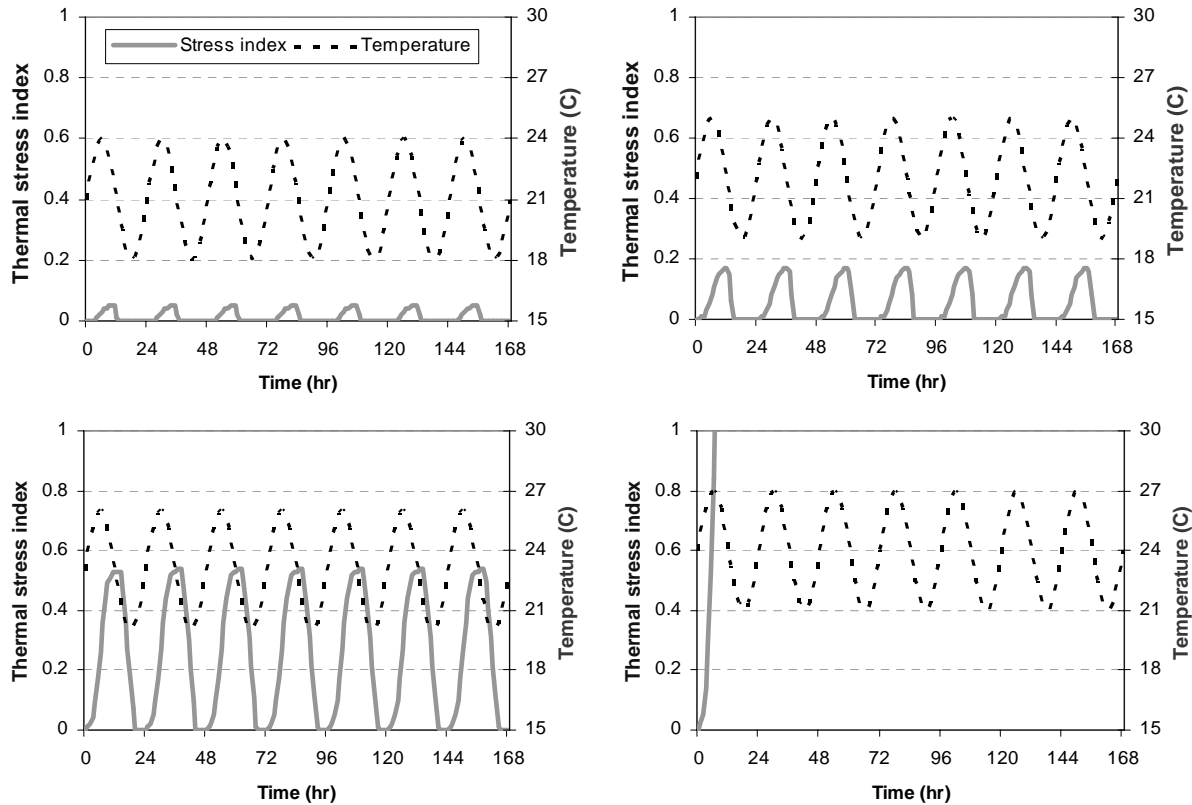 1 30
Stress index Temperature
0.8 27
0.6 24
0.4 21
0.2 18
0 15
0 24 48 72 96 120 144 168
Time (hr)
Thermal stress index
Temperature (C)
1 30
0.8 27
0.6 24
0.4 21
0.2 18
0 15
0 24 48 72 96 120 144 168
Time (hr)
Thermal stress index
Temperature (C)
1 30
0.8 27
0.6 24
0.4 21
0.2 18
0 15
0 24 48 72 96 120 144 168
Time (hr)
Thermal stress index
Temperature (C)
1 30
0.8 27
0.6 24
0.4 21
0.2 18
0 15
0 24 48 72 96 120 144 168
Time (hr)
Thermal stress index
Temperature (C)